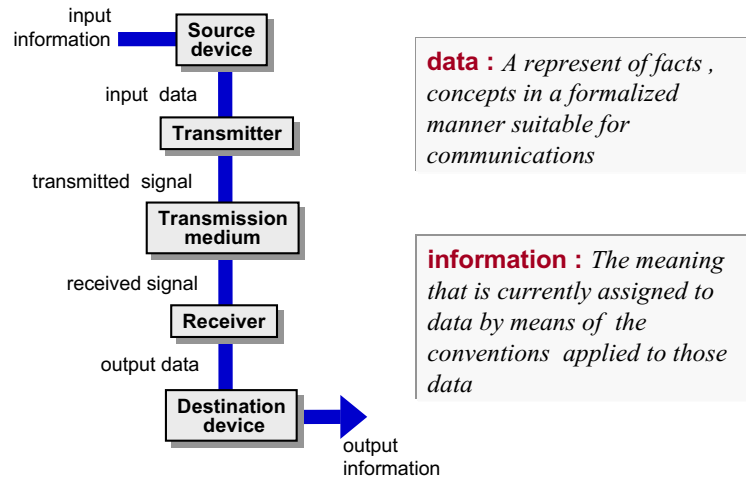 input
information
Source
device
input data
Transmitter
transmitted signal
Transmission
medium
received signal
Receiver
output data
Destination
device
output
information
data : A represent of facts ,
concepts in a formalized
manner suitable for
communications
information : The meaning
that is currently assigned to
data by means of the
conventions applied to those
data